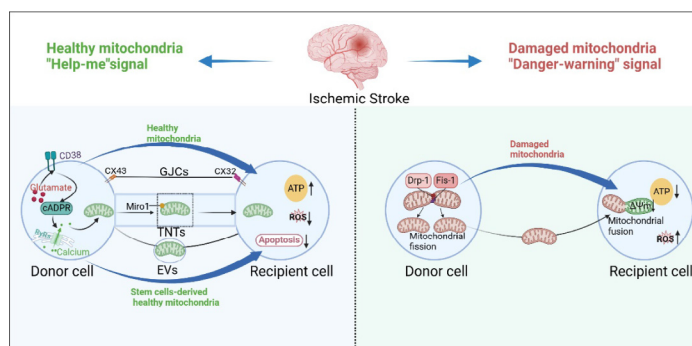 Healthy mitochondria
"Help-me"signal
Ischemic Stroke
Damaged mitochondria
"Danger-warning" signal
Healthy
mitochondria
CD38
Glutamate
cADPR
RyRs
Calcium
Donor cell
CX43
GJCs
CX32
Miro1
TNTs
EVs
ATP
ROS
Apoptosis
Recipient cell
Stem cells-derived
healthy mitochondria
Damaged
mitochondria
Drp-1
Fis-1
Mitochondrial
fission
Donor cell
ATP
ΔΨm
Mitochondrial
fusion
ROS
Recipient cell